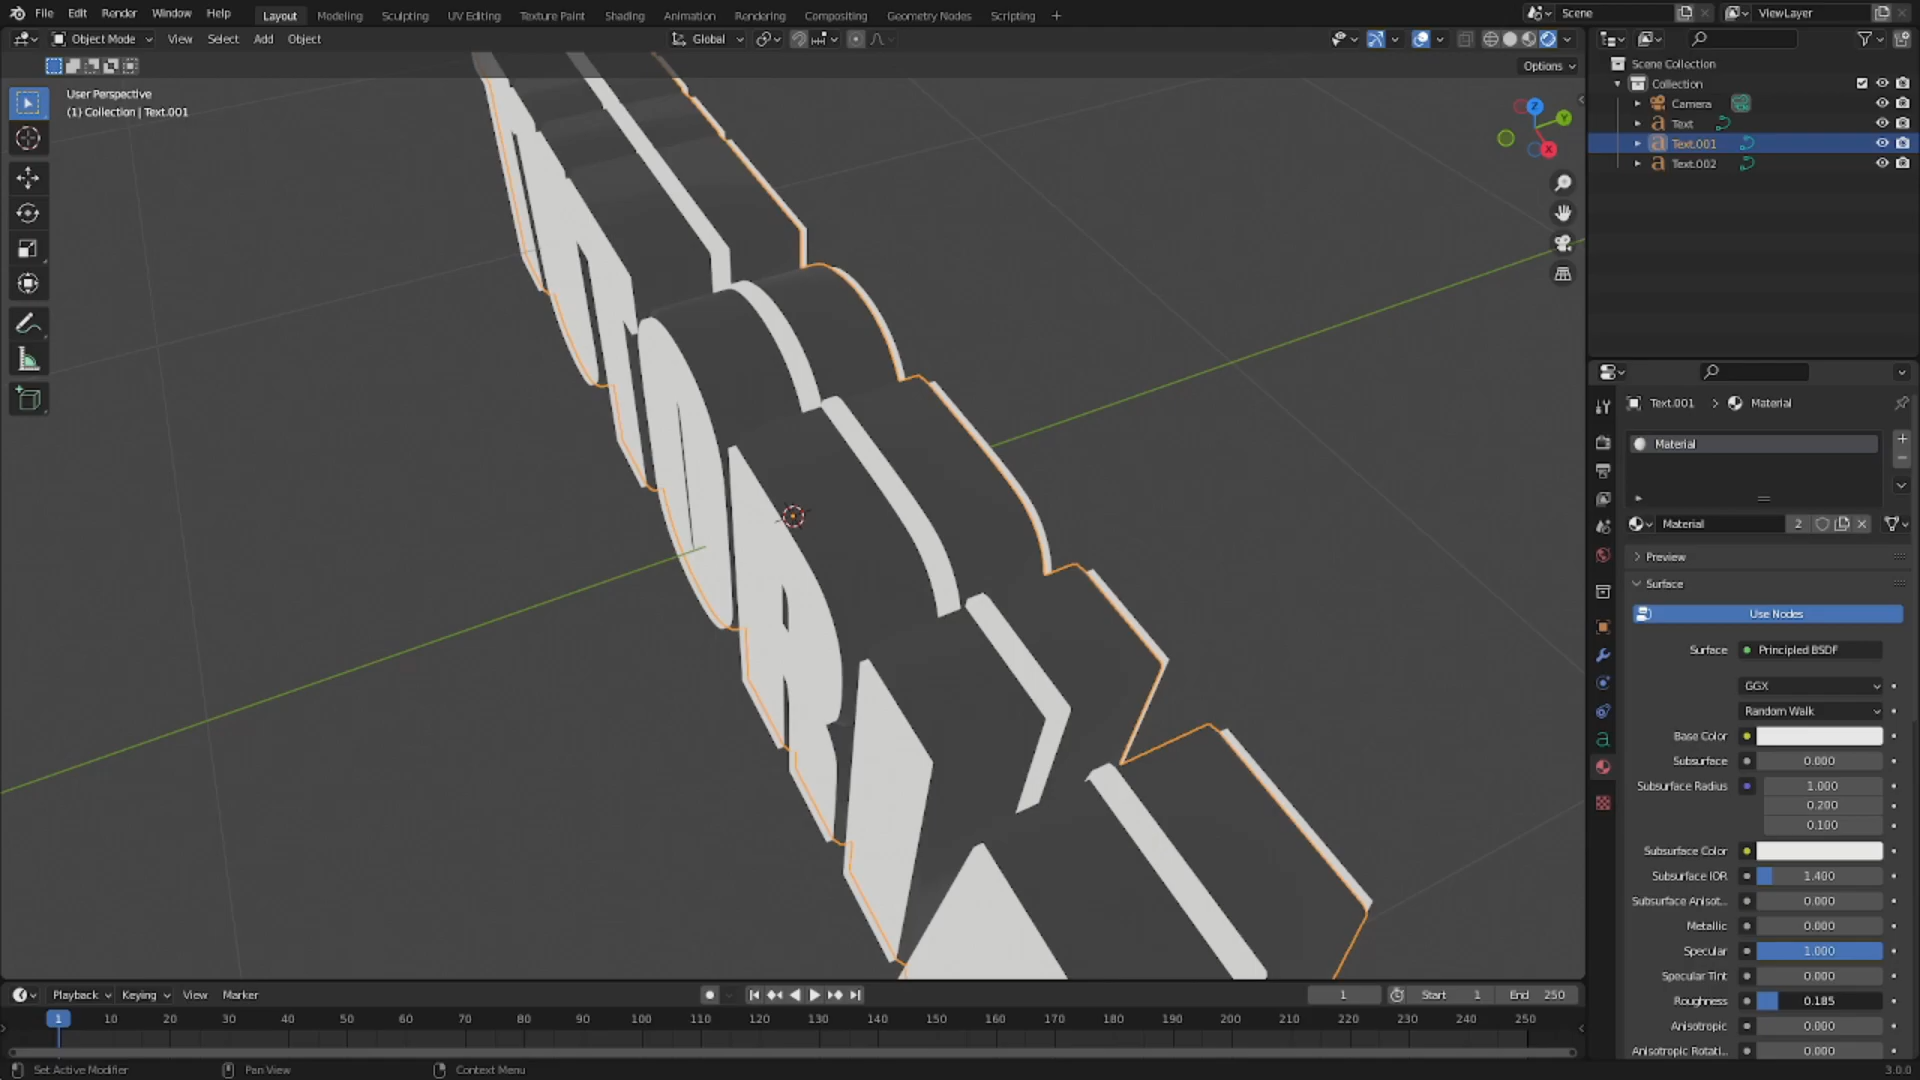 File Edit Render Window Help Layout Modeling Sculpting UV Editing Texture Paint Shading Animation Rendering Compositing Geometry Nodes Scripting + Scene ViewLayer
Object Mode View Select Add Object Global
Options
User Perspective
(1) Collection | Text.001
Z
Y
X
Scene Collection
Collection
Camera
Text
Text.001
Text.002
Text.001 > Material
Material
Material 2
Preview
Surface
Use Nodes
Surface Principled BSDF
GGX
Random Walk
Base Color
Subsurface 0.000
Subsurface Radius 1.000
0.200
0.100
Subsurface Color
Subsurface IOR 1.400
Subsurface Anisot... 0.000
Metallic 0.000
Specular 1.000
Specular Tint 0.000
Roughness 0.185
Anisotropic 0.000
Anisotropic Rotati... 0.000
Playback Keying View Marker 1 Start 1 End 250
1 10 20 30 40 50 60 70 80 90 100 110 120 130 140 150 160 170 180 190 200 210 220 230 240 250
Set Active Modifier Pan View Context Menu 3.0.0